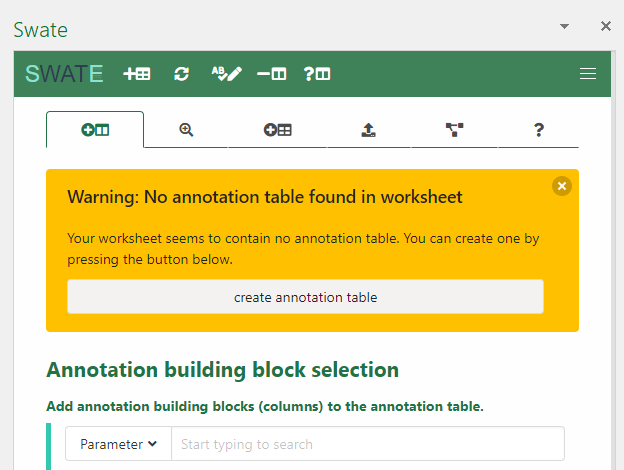 Swate
SWATE
Warning: No annotation table found in worksheet
Your worksheet seems to contain no annotation table. You can create one by
pressing the button below.
create annotation table
Annotation building block selection
Add annotation building blocks (columns) to the annotation table.
Parameter Start typing to search